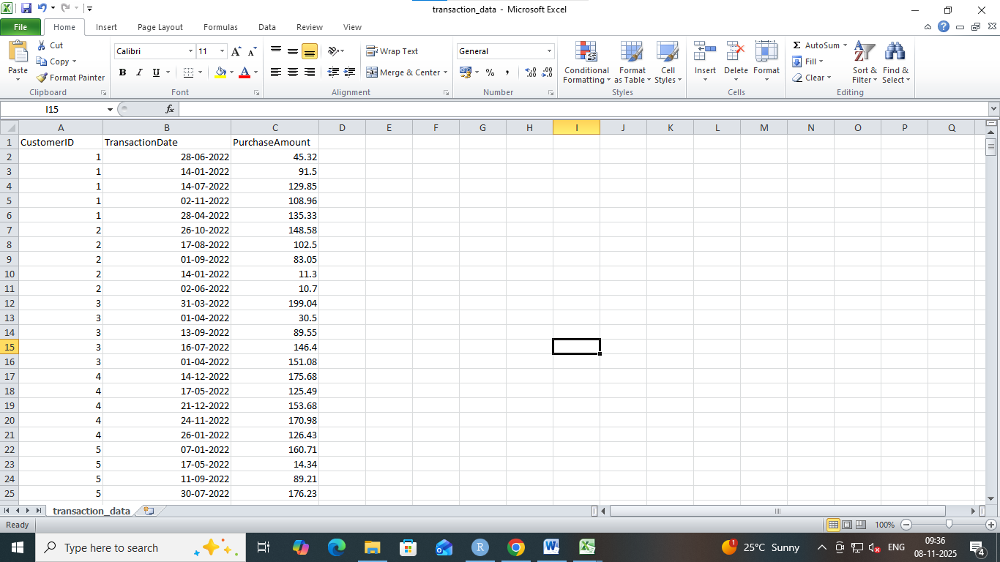 transaction_data - Microsoft Excel
File Home Insert Page Layout Formulas Data Review View
Paste
Cut
Copy
Format Painter
Clipboard
Calibri 11
B I U
Font
Wrap Text
Merge & Center
Alignment
General
Number
Conditional Formatting
Format as Table
Cell Styles
Styles
Insert Delete Format
Cells
AutoSum
Fill
Clear
Sort & Filter
Find & Select
Editing
I15 fx
A B C D E F G H I J K L M N O P Q
1 CustomerID TransactionDate PurchaseAmount
2 1 28-06-2022 45.32
3 1 14-01-2022 91.5
4 1 14-07-2022 129.85
5 1 02-11-2022 108.96
6 1 28-04-2022 135.33
7 2 26-10-2022 148.58
8 2 17-08-2022 102.5
9 2 01-09-2022 83.05
10 2 14-01-2022 11.3
11 2 02-06-2022 10.7
12 3 31-03-2022 199.04
13 3 01-04-2022 30.5
14 3 13-09-2022 89.55
15 3 16-07-2022 146.4
16 3 01-04-2022 151.08
17 4 14-12-2022 175.68
18 4 17-05-2022 125.49
19 4 21-12-2022 153.68
20 4 24-11-2022 170.98
21 4 26-01-2022 126.43
22 5 07-01-2022 160.71
23 5 17-05-2022 14.34
24 5 11-09-2022 89.21
25 5 30-07-2022 176.23
transaction_data
Ready 100%
Type here to search
1 25°C Sunny ENG 09:36
08-11-2025 4